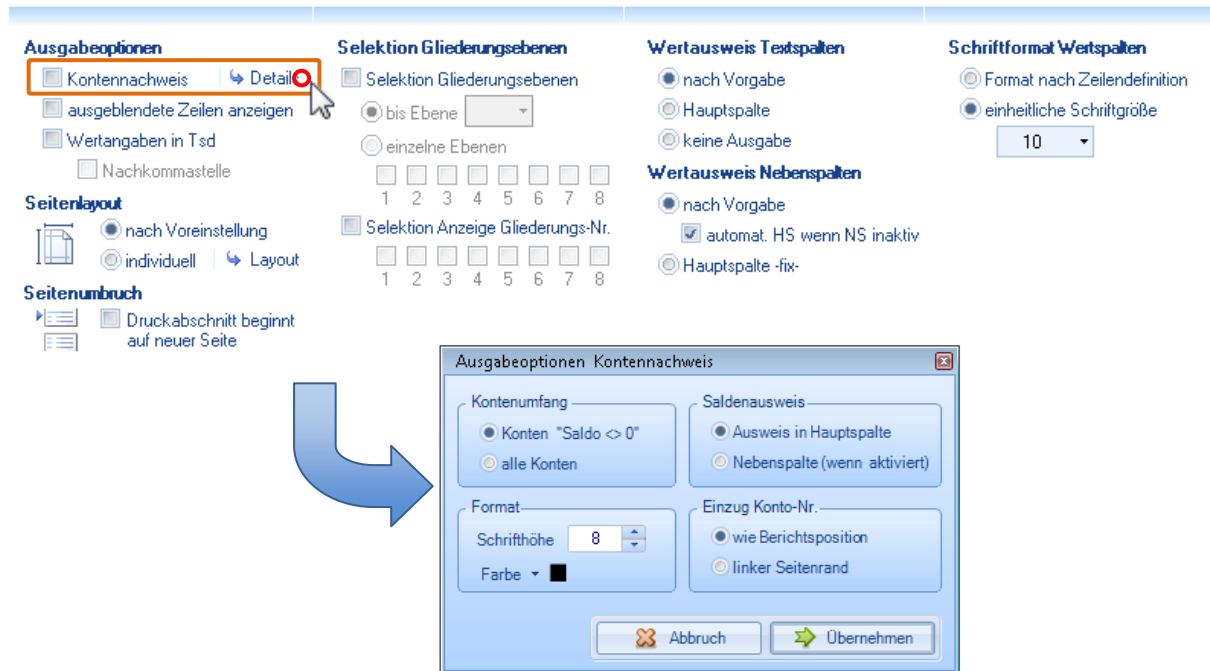 Ausgabeoptionen
Kontennachweis
Detail
ausgeblendete Zeilen anzeigen
Wertangaben in Tsd
Nachkommastelle
Seitenlayout
nach Voreinstellung
individuell
Layout
Seitenumbruch
Druckabschnitt beginnt
auf neuer Seite
Selektion Gliederungsebenen
Selektion Gliederungsebenen
bis Ebene
einzelne Ebenen
1 2 3 4 5 6 7 8
Selektion Anzeige Gliederungs-Nr.
1 2 3 4 5 6 7 8
Wertausweis Textspalten
nach Vorgabe
Hauptspalte
keine Ausgabe
Wertausweis Nebenspalten
nach Vorgabe
automat. HS wenn NS inaktiv
Hauptspalte -fix-
Schriftformat Wertspalten
Format nach Zeilendefinition
einheitliche Schriftgröße
10
Ausgabeoptionen Kontennachweis
Kontenumfang
Konten "Saldo <> 0"
alle Konten
Saldenausweis
Ausweis in Hauptspalte
Nebenspalte (wenn aktiviert)
Format
Schrifthöhe 8
Farbe
Einzug Konto-Nr.
wie Berichtsposition
linker Seitenrand
Abbruch
Übernehmen